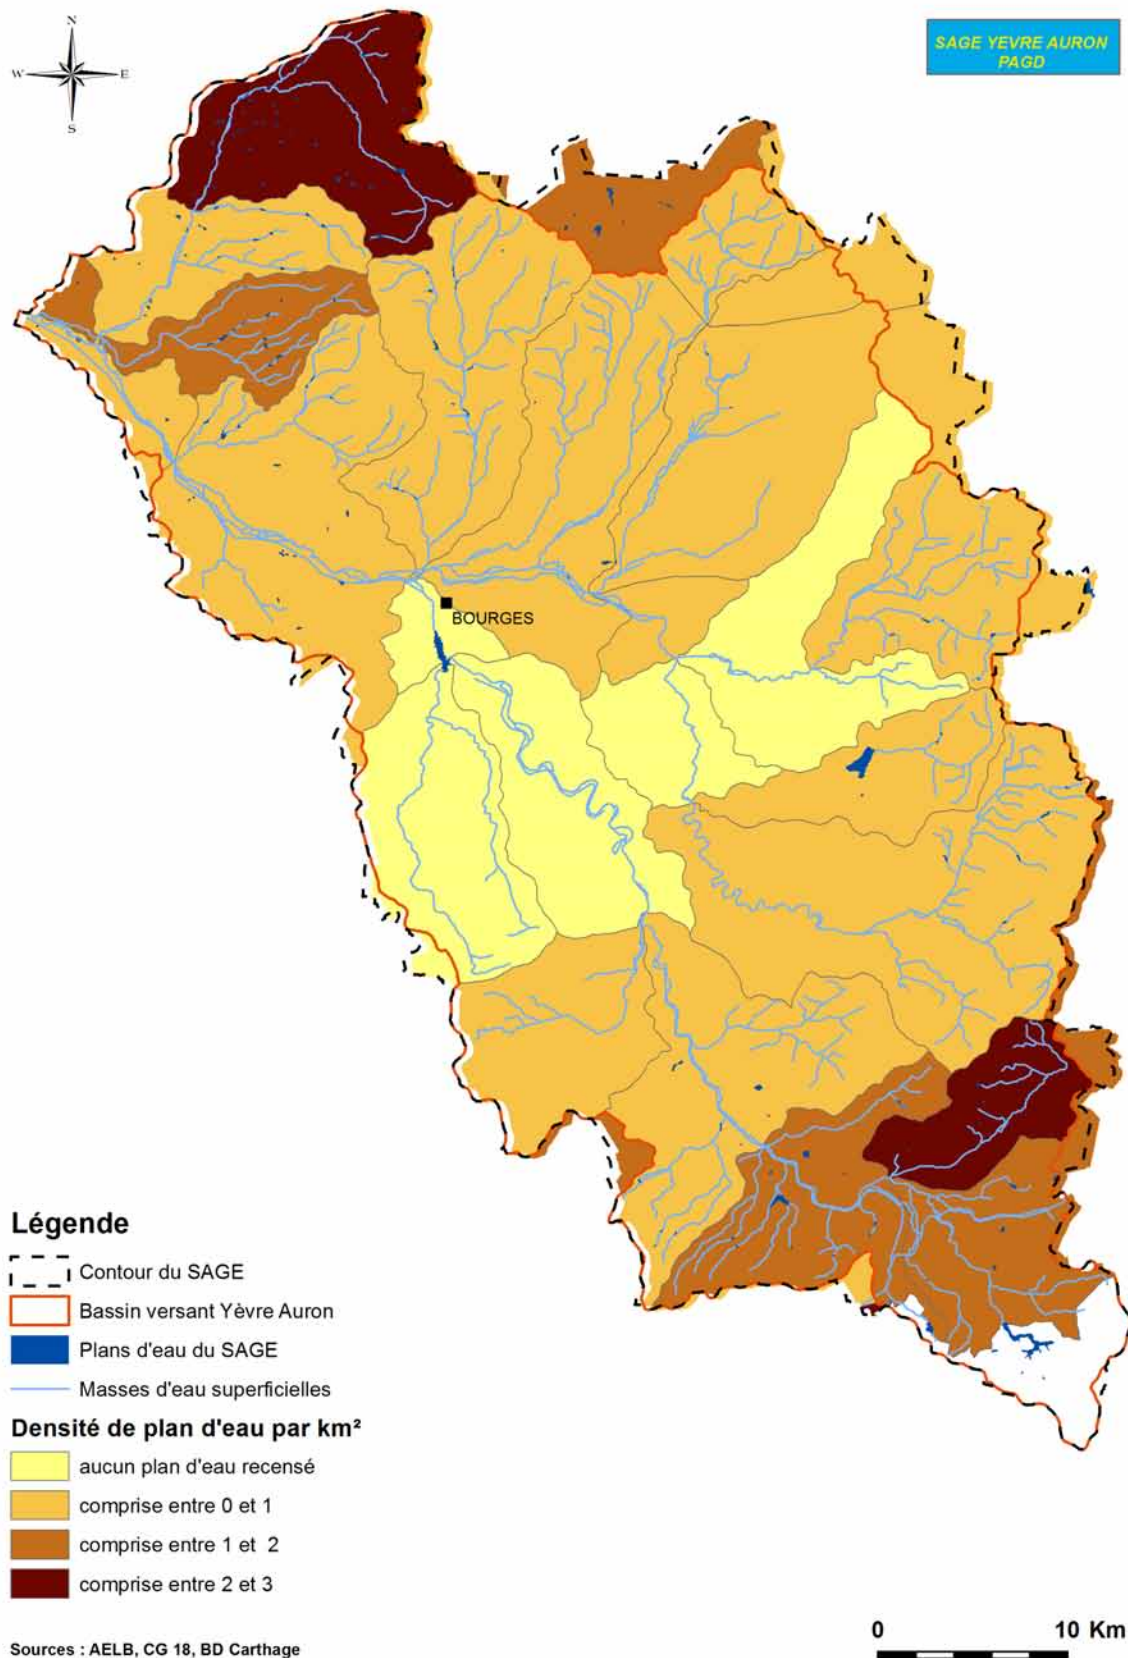 N
W E
S
SAGE YEVRE AURON
PAGD
BOURGES
Légende
Contour du SAGE
Bassin versant Yèvre Auron
Plans d'eau du SAGE
Masses d'eau superficielles
Densité de plan d'eau par km²
aucun plan d'eau recensé
comprise entre 0 et 1
comprise entre 1 et 2
comprise entre 2 et 3
0 10 Km
Sources : AELB, CG 18, BD Carthage